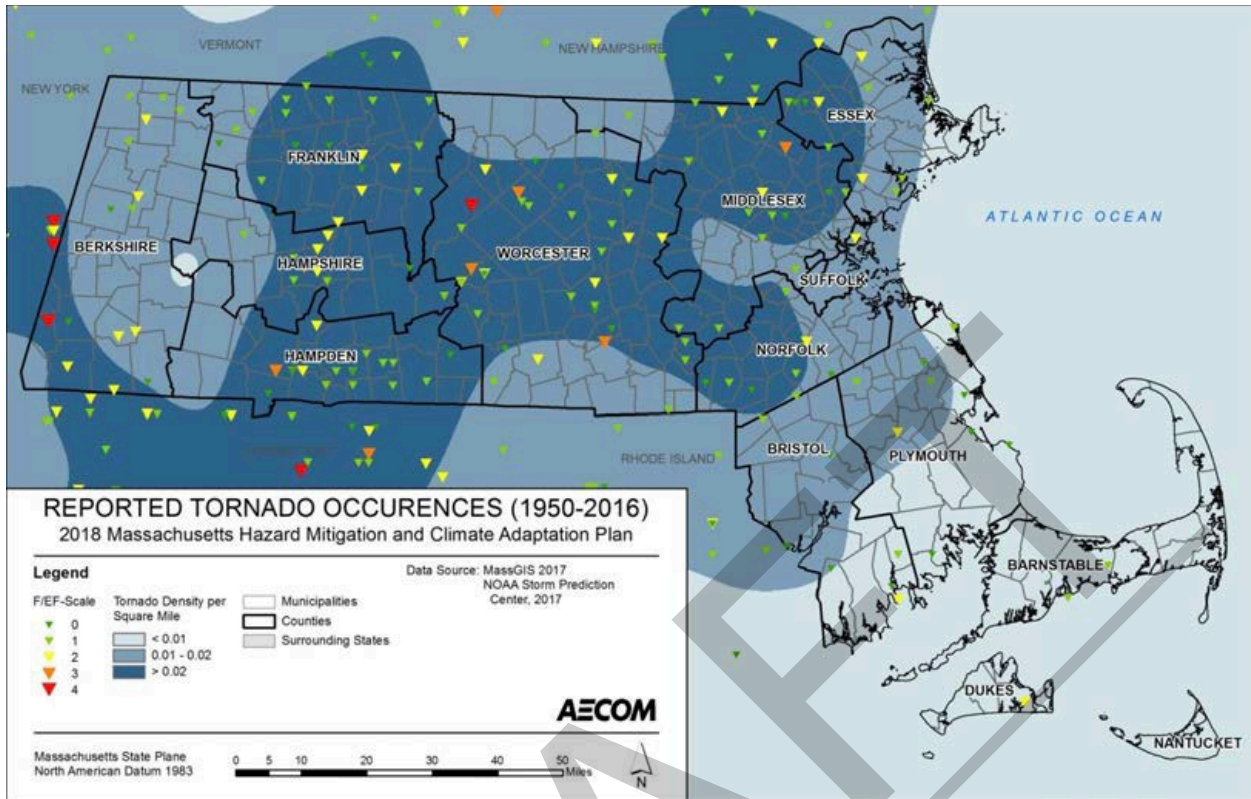 VERMONT
NEW HAMPSHIRE
NEW YORK
ESSEX
FRANKLIN
MIDDLESEX
ATLANTIC OCEAN
BERKSHIRE
WORCESTER
HAMPSHIRE
SUFFOLK
NORFOLK
HAMPDEN
BRISTOL
PLYMOUTH
RHODE ISLAND
BARNSTABLE
DUKES
NANTUCKET
REPORTED TORNADO OCCURENCES (1950-2016)
2018 Massachusetts Hazard Mitigation and Climate Adaptation Plan
Legend
F/EF-Scale
0
1
2
3
4
Tornado Density per
Square Mile
< 0.01
0.01 - 0.02
> 0.02
Municipalities
Counties
Surrounding States
Data Source: MassGIS 2017
NOAA Storm Prediction
Center, 2017
AECOM
Massachusetts State Plane
North American Datum 1983
0 5 10 20 30 40 50
Miles
N